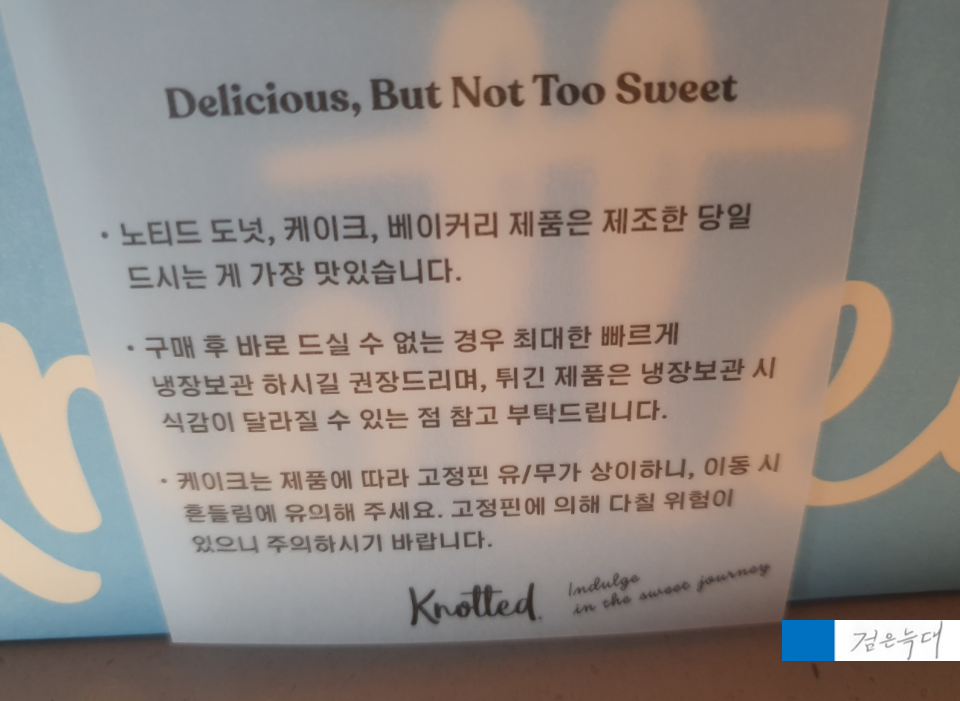 Delicious, But Not Too Sweet
· 노티드 도넛, 케이크, 베이커리 제품은 제조한 당일
드시는 게 가장 맛있습니다.
· 구매 후 바로 드실 수 없는 경우 최대한 빠르게
냉장보관 하시길 권장드리며, 튀긴 제품은 냉장보관 시
식감이 달라질 수 있는 점 참고 부탁드립니다.
· 케이크는 제품에 따라 고정핀 유/무가 상이하니, 이동 시
흔들림에 유의해 주세요. 고정핀에 의해 다칠 위험이
있으니 주의하시기 바랍니다.
Knotted.
Indulge
in the sweet journey
검은늑대